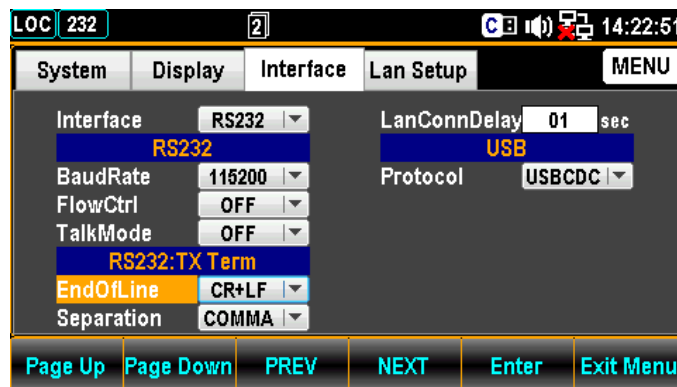 LOC 232 2 C 14:22:51
System Display Interface Lan Setup MENU
Interface RS232 LanConnDelay 01 sec
RS232 USB
BaudRate 115200 Protocol USBCDC
FlowCtrl OFF
TalkMode OFF
RS232:TX Term
EndOfLine CR+LF
Separation COMMA
Page Up Page Down PREV NEXT Enter Exit Menu